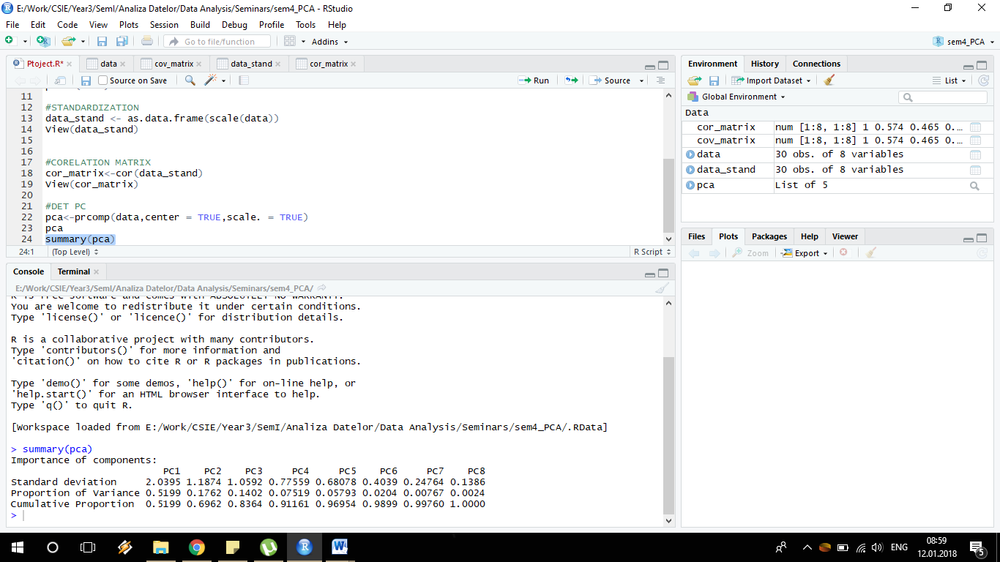 E:/Work/CSIE/Year3/SemI/Analiza Datelor/Data Analysis/Seminars/sem4_PCA - RStudio
File Edit Code View Plots Session Build Debug Profile Tools Help
Go to file/function Addins sem4_PCA
Ptoject.R* data cov_matrix data_stand cor_matrix
Source on Save Run Source
11
12 #STANDARDIZATION
13 data_stand <- as.data.frame(scale(data))
14 View(data_stand)
15
16
17 #CORELATION MATRIX
18 cor_matrix<-cor(data_stand)
19 View(cor_matrix)
20
21 #DET PC
22 pca<-prcomp(data,center = TRUE,scale. = TRUE)
23 pca
24 summary(pca)
24:1 (Top Level) R Script
Console Terminal
E:/Work/CSIE/Year3/SemI/Analiza Datelor/Data Analysis/Seminars/sem4_PCA/
R is free software and comes with ABSOLUTELY NO WARRANTY.
You are welcome to redistribute it under certain conditions.
Type 'license()' or 'licence()' for distribution details.
R is a collaborative project with many contributors.
Type 'contributors()' for more information and
'citation()' on how to cite R or R packages in publications.
Type 'demo()' for some demos, 'help()' for on-line help, or
'help.start()' for an HTML browser interface to help.
Type 'q()' to quit R.
[Workspace loaded from E:/Work/CSIE/Year3/SemI/Analiza Datelor/Data Analysis/Seminars/sem4_PCA/.RData]
> summary(pca)
Importance of components:
PC1 PC2 PC3 PC4 PC5 PC6 PC7 PC8
Standard deviation 2.0395 1.1874 1.0592 0.77559 0.68078 0.4039 0.24764 0.1386
Proportion of Variance 0.5199 0.1762 0.1402 0.07519 0.05793 0.0204 0.00767 0.0024
Cumulative Proportion 0.5199 0.6962 0.8364 0.91161 0.96954 0.9899 0.99760 1.0000
>
Environment History Connections
Import Dataset List
Global Environment
Data
cor_matrix num [1:8, 1:8] 1 0.574 0.465 0.…
cov_matrix num [1:8, 1:8] 1 0.574 0.465 0.…
data 30 obs. of 8 variables
data_stand 30 obs. of 8 variables
pca List of 5
Files Plots Packages Help Viewer
Zoom Export
ENG 08:59
12.01.2018 5